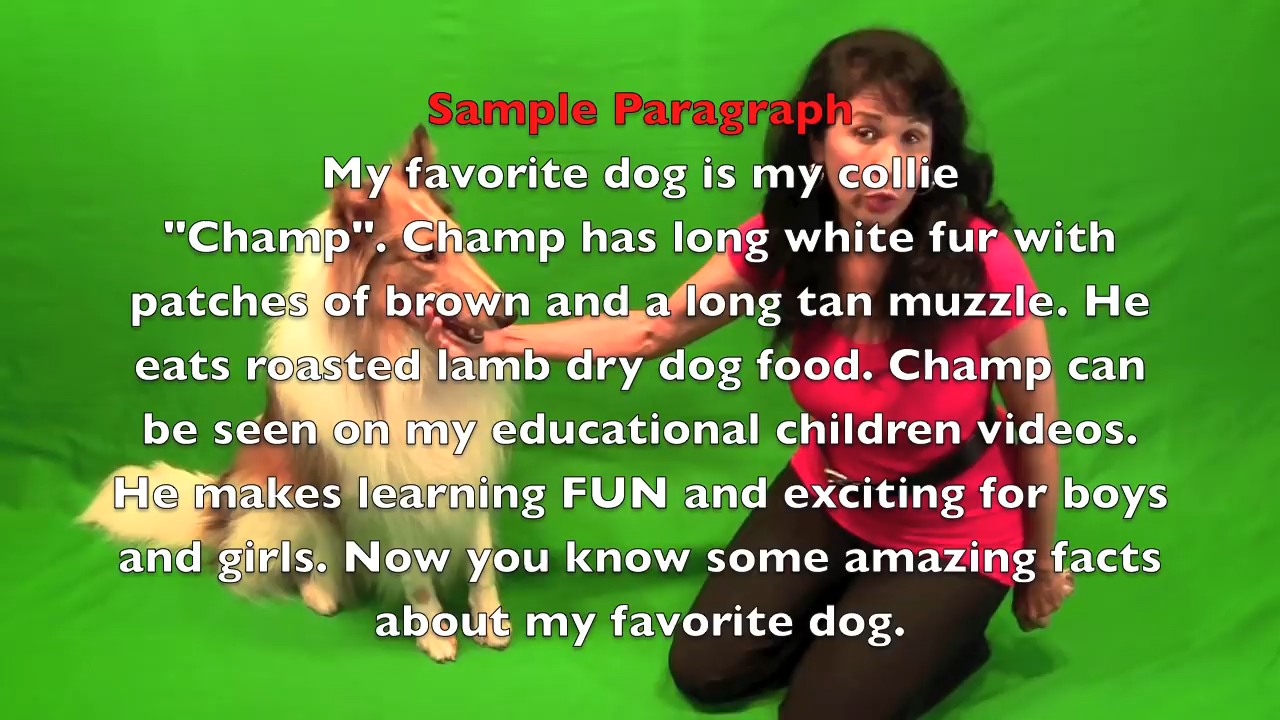 Sample Paragraph
My favorite dog is my collie
"Champ". Champ has long white fur with
patches of brown and a long tan muzzle. He
eats roasted lamb dry dog food. Champ can
be seen on my educational children videos.
He makes learning FUN and exciting for boys
and girls. Now you know some amazing facts
about my favorite dog.